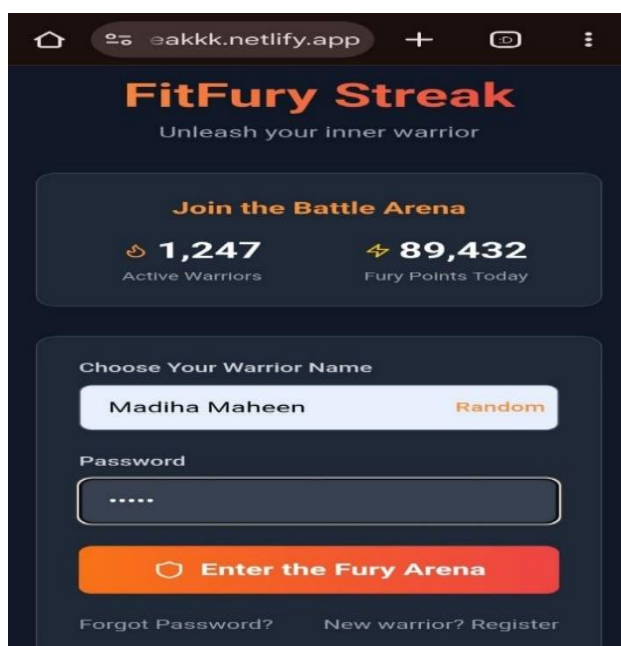 eakkk.netlify.app
:D
FitFury Streak
Unleash your inner warrior
Join the Battle Arena
1,247 89,432
Active Warriors Fury Points Today
Choose Your Warrior Name
Madiha Maheen Random
Password
•••••
Enter the Fury Arena
Forgot Password? New warrior? Register